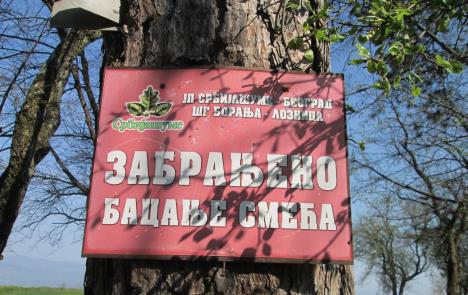 ЈП СРБИЈАШУМЕ - БЕОГРАД
ШГ БОРАЊА - ЛОЗНИЦА
Србијашуме
ЗАБРАЊЕНО
БАЦАЊЕ СМЕЋА